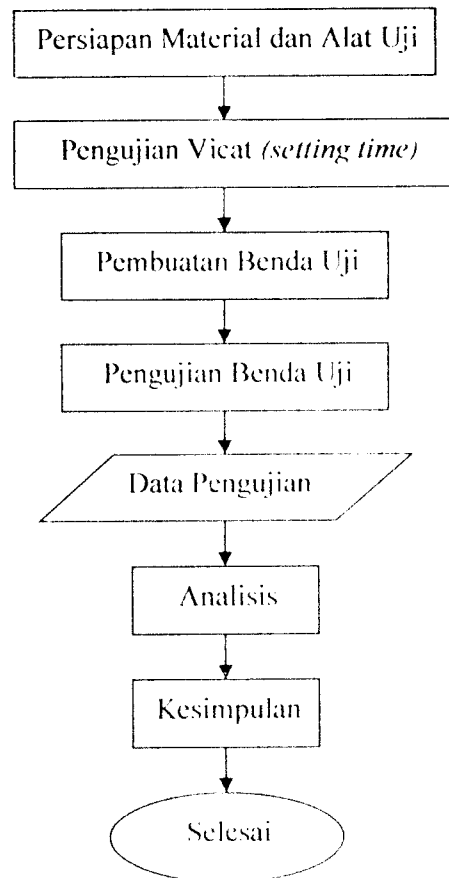 Persiapan Material dan Alat Uji
Pengujian Vicat (setting time)
Pembuatan Benda Uji
Pengujian Benda Uji
Data Pengujian
Analisis
Kesimpulan
Selesai